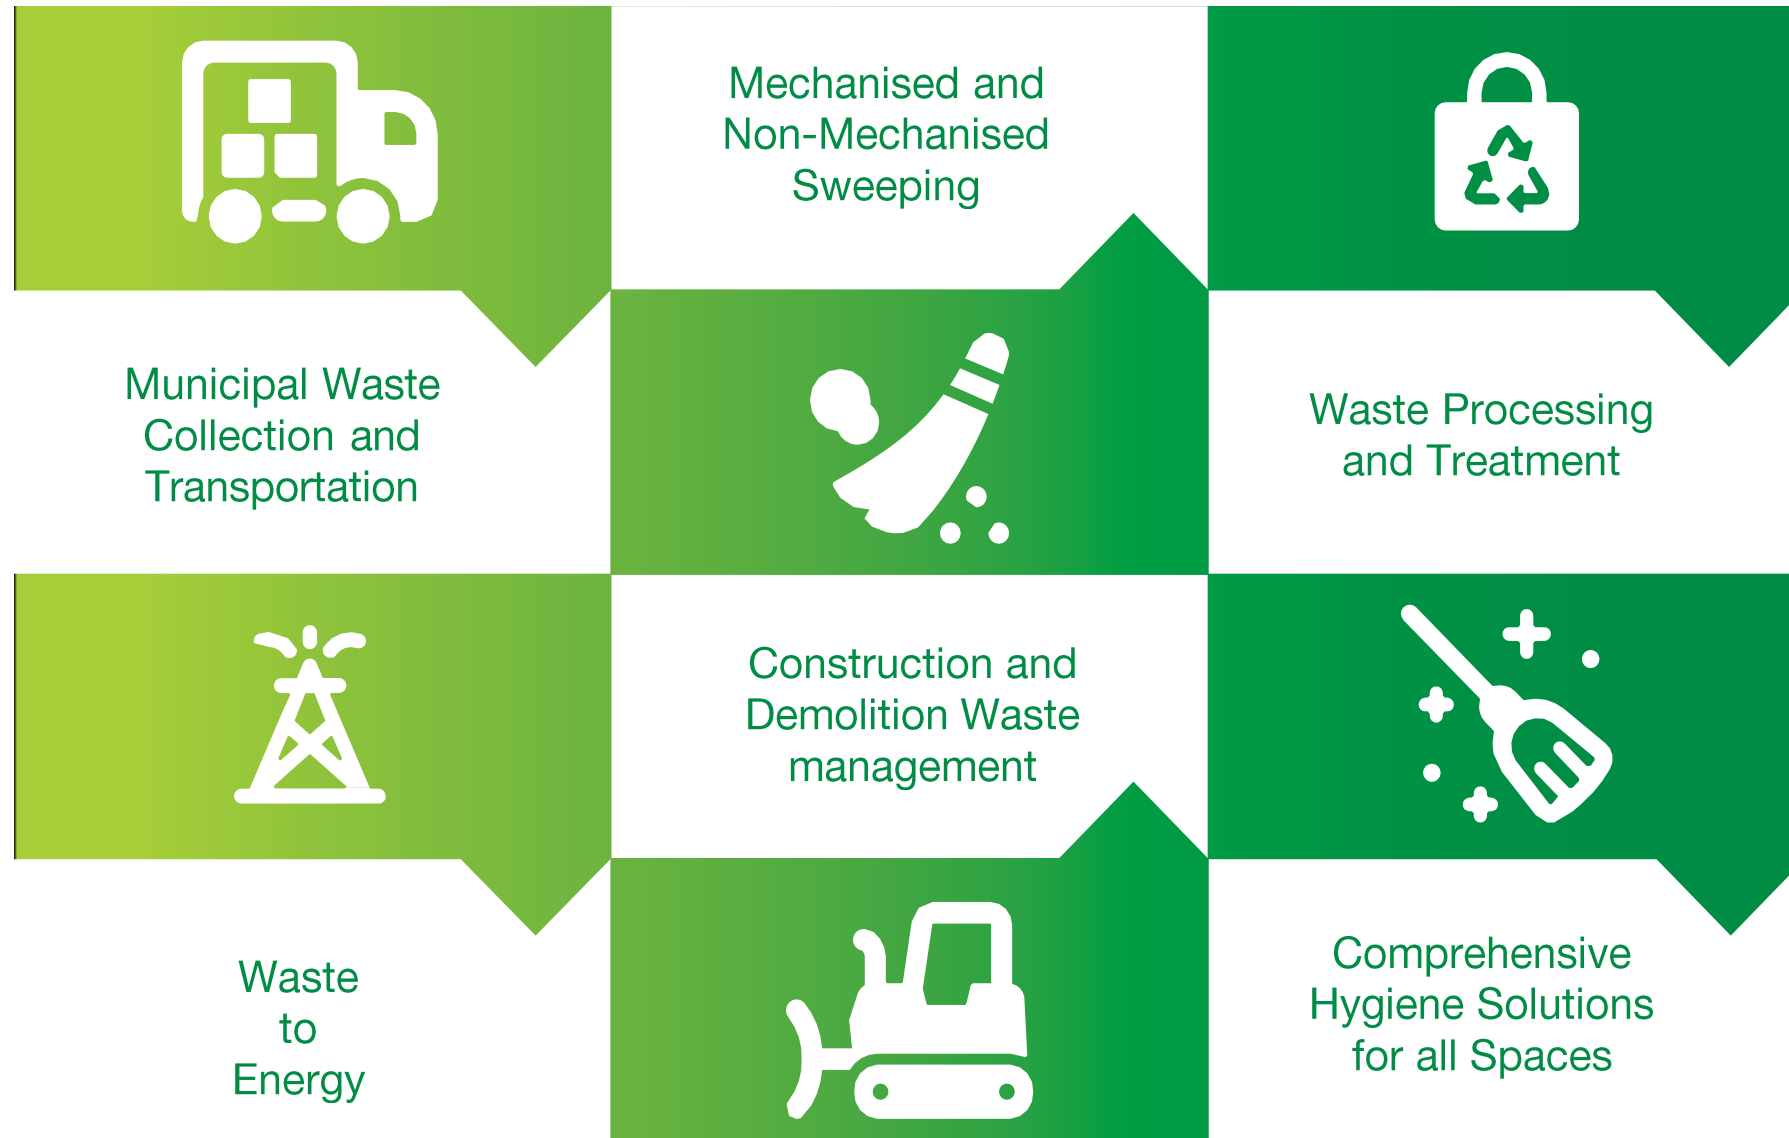 Mechanised and
Non-Mechanised
Sweeping
Municipal Waste
Collection and
Transportation
Waste Processing
and Treatment
Construction and
Demolition Waste
management
Waste
to
Energy
Comprehensive
Hygiene Solutions
for all Spaces